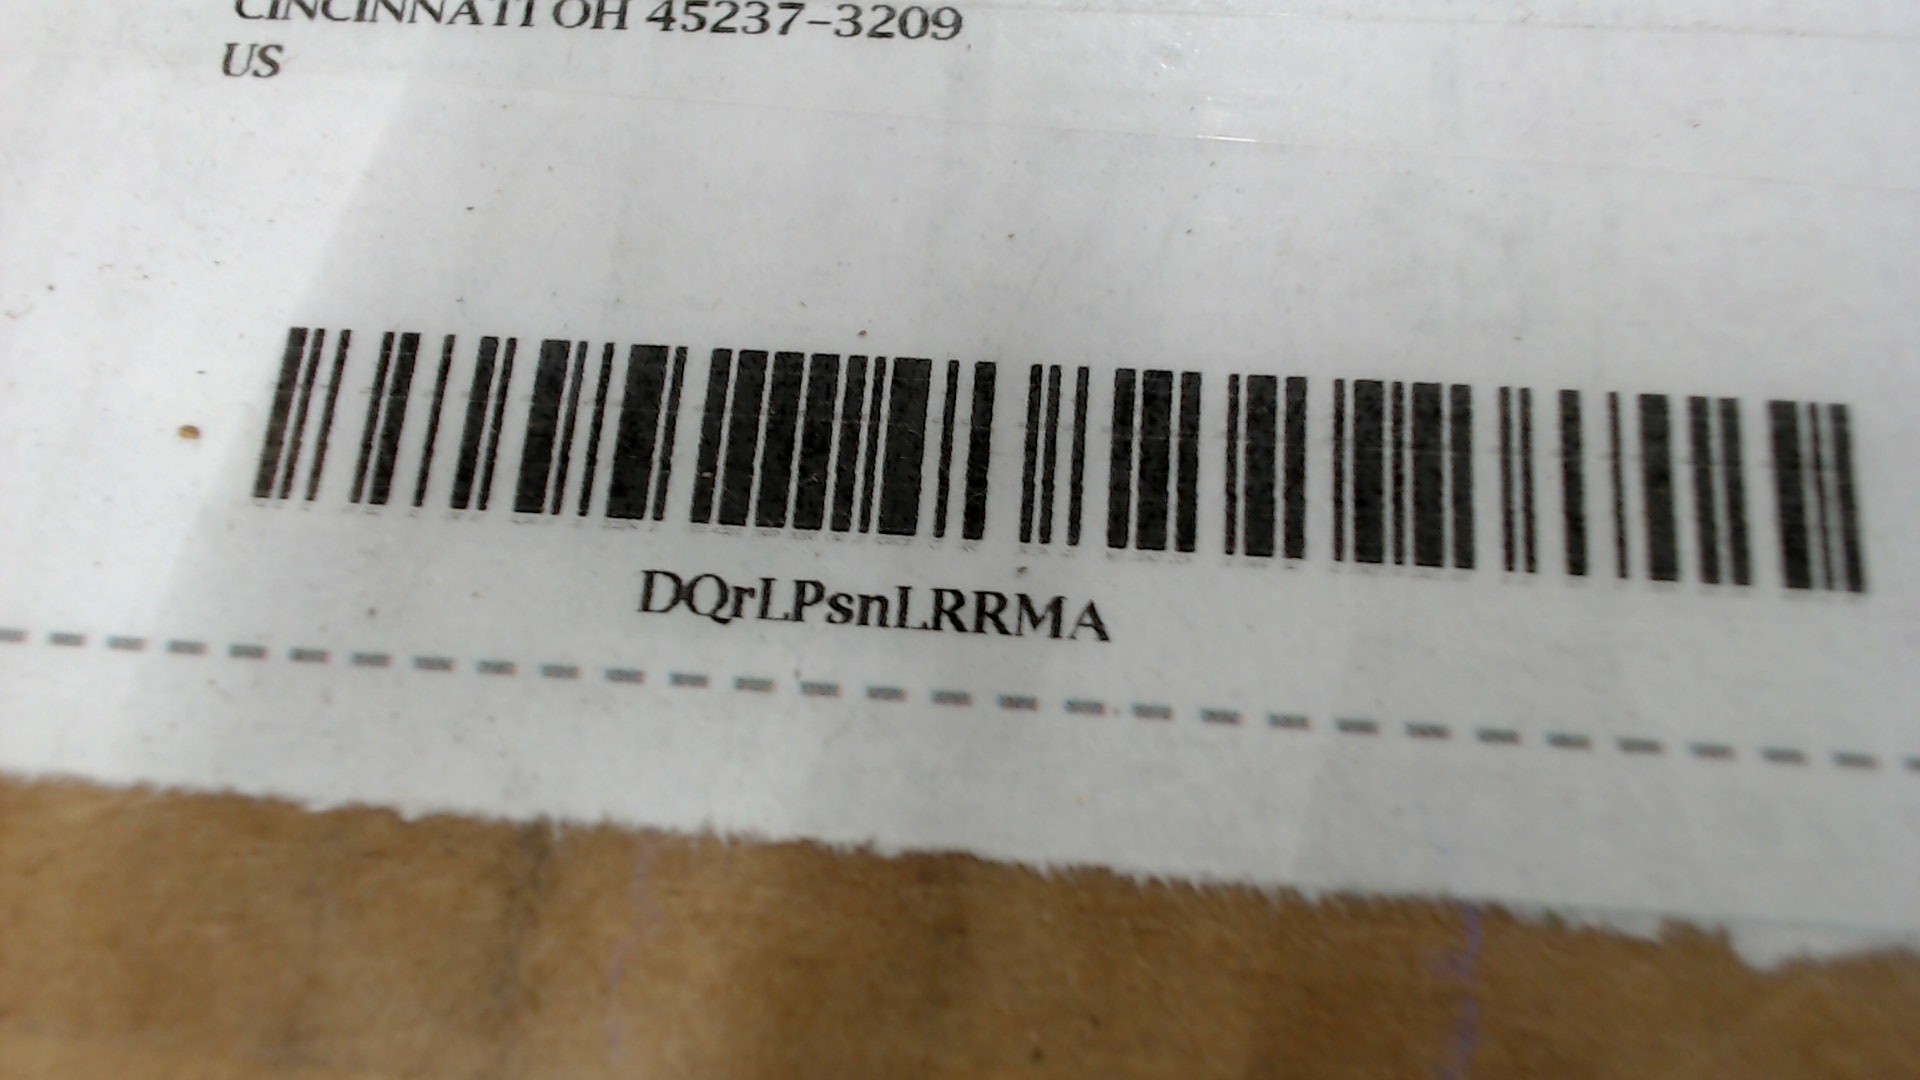 CINCINNATI OH 45237-3209
US
DQrLPsnLRRMA